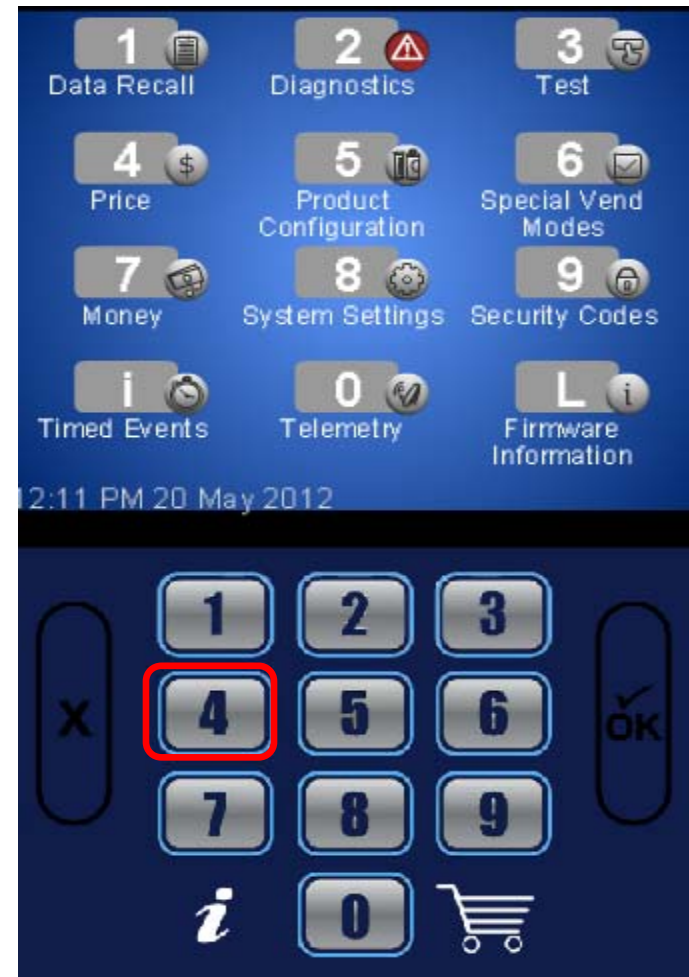 1 2 3
Data Recall Diagnostics Test
4 $ 5 6
Price Product Special Vend
Configuration Modes
7 8 9
Money System Settings Security Codes
i 0 L i
Timed Events Telemetry Firmware
Information
12:11 PM 20 May 2012
1 2 3
X 4 5 6 OK
7 8 9
i 0